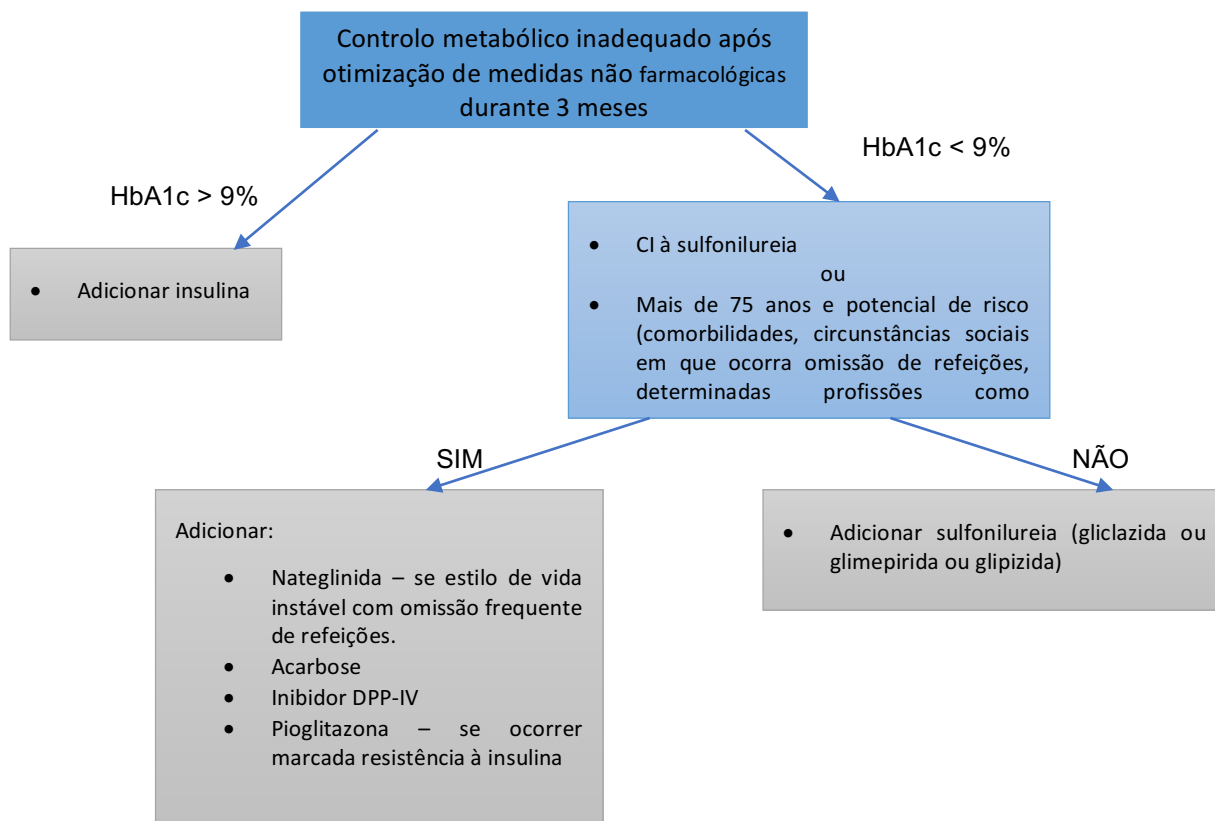 Controlo metabólico inadequado após
otimização de medidas não farmacológicas
durante 3 meses
HbA1c > 9%
HbA1c < 9%
• Adicionar insulina
• CI à sulfonilureia
ou
• Mais de 75 anos e potencial de risco
(comorbilidades, circunstâncias sociais
em que ocorra omissão de refeições,
determinadas profissões como
SIM
NÃO
Adicionar:
• Nateglinida – se estilo de vida
instável com omissão frequente
de refeições.
• Acarbose
• Inibidor DPP-IV
• Pioglitazona – se ocorrer
marcada resistência à insulina
• Adicionar sulfonilureia (gliclazida ou
glimepirida ou glipizida)